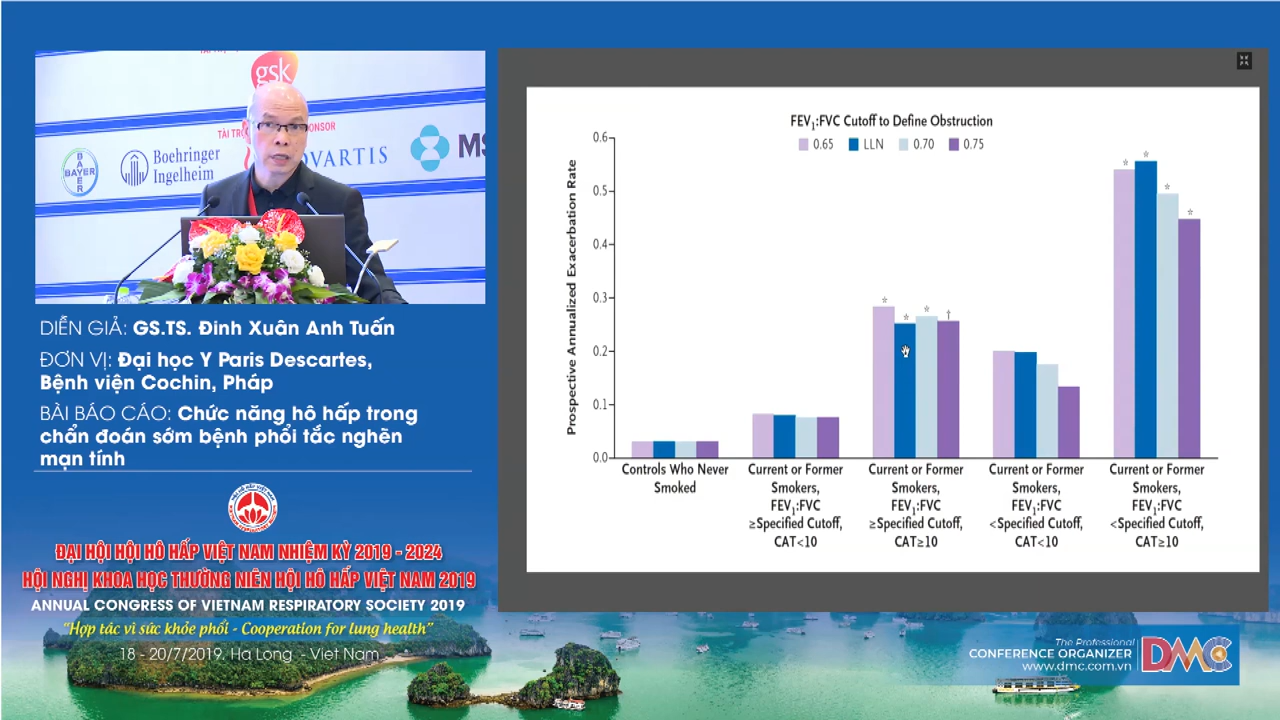 gsk
TÀI TRỢ
SPONSOR
BAYER
BAYER
Boehringer
Ingelheim
NOVARTIS
MS
DIỄN GIẢ: GS.TS. Đinh Xuân Anh Tuấn
ĐƠN VỊ: Đại học Y Paris Descartes,
Bệnh viện Cochin, Pháp
BÀI BÁO CÁO: Chức năng hô hấp trong
chẩn đoán sớm bệnh phổi tắc nghẽn
mạn tính
ĐẠI HỘI HỘI HÔ HẤP VIỆT NAM NHIỆM KỲ 2019 - 2024
HỘI NGHỊ KHOA HỌC THƯỜNG NIÊN HỘI HÔ HẤP VIỆT NAM 2019
ANNUAL CONGRESS OF VIETNAM RESPIRATORY SOCIETY 2019
“Hợp tác vì sức khỏe phổi - Cooperation for lung health”
18 - 20/7/2019. Ha Long - Viet Nam
FEV1:FVC Cutoff to Define Obstruction
0.65 LLN 0.70 0.75
Prospective Annualized Exacerbation Rate
0.6
0.5
0.4
0.3
0.2
0.1
0.0
* * * †
* * * *
Controls Who Never
Smoked
Current or Former
Smokers,
FEV1:FVC
≥Specified Cutoff,
CAT<10
Current or Former
Smokers,
FEV1:FVC
≥Specified Cutoff,
CAT≥10
Current or Former
Smokers,
FEV1:FVC
<Specified Cutoff,
CAT<10
Current or Former
Smokers,
FEV1:FVC
<Specified Cutoff,
CAT≥10
The Professional
CONFERENCE ORGANIZER
www.dmc.com.vn
DMC